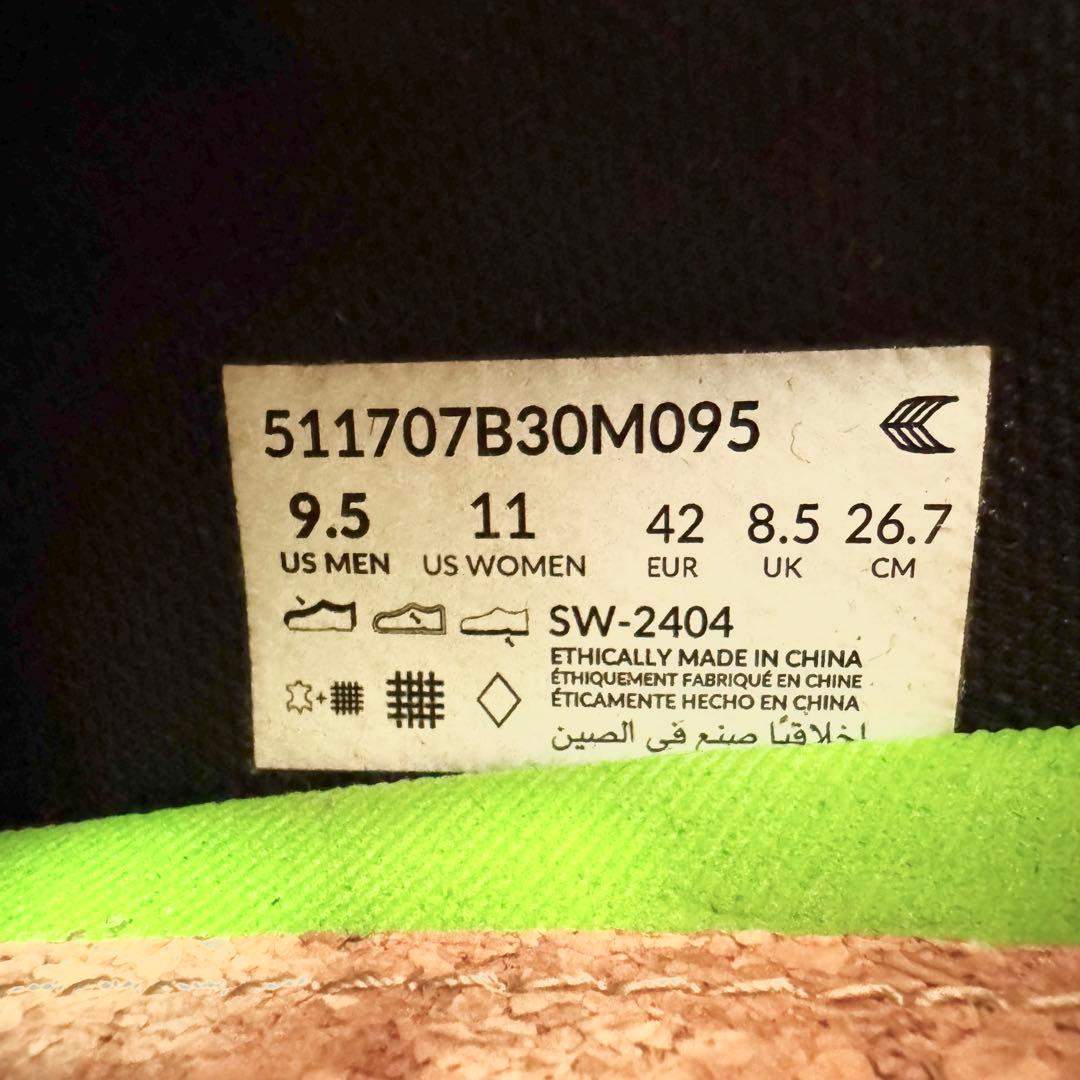 511707B30M095
9.5 11 42 8.5 26.7
US MEN US WOMEN EUR UK CM
SW-2404
ETHICALLY MADE IN CHINA
ÉTHIQUEMENT FABRIQUÉ EN CHINE
ÉTICAMENTE HECHO EN CHINA
اخلاقيًا صنع في الصين